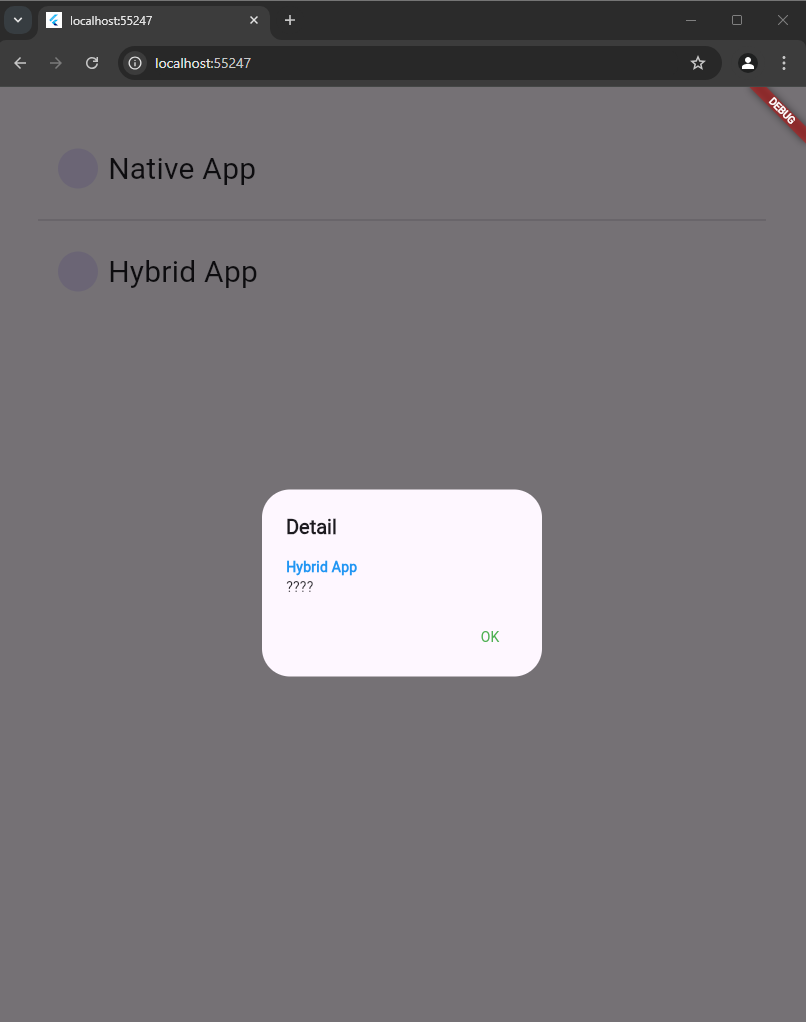 localhost:55247
localhost:55247
DEBUG
Native App
Hybrid App
Detail
Hybrid App
????
OK